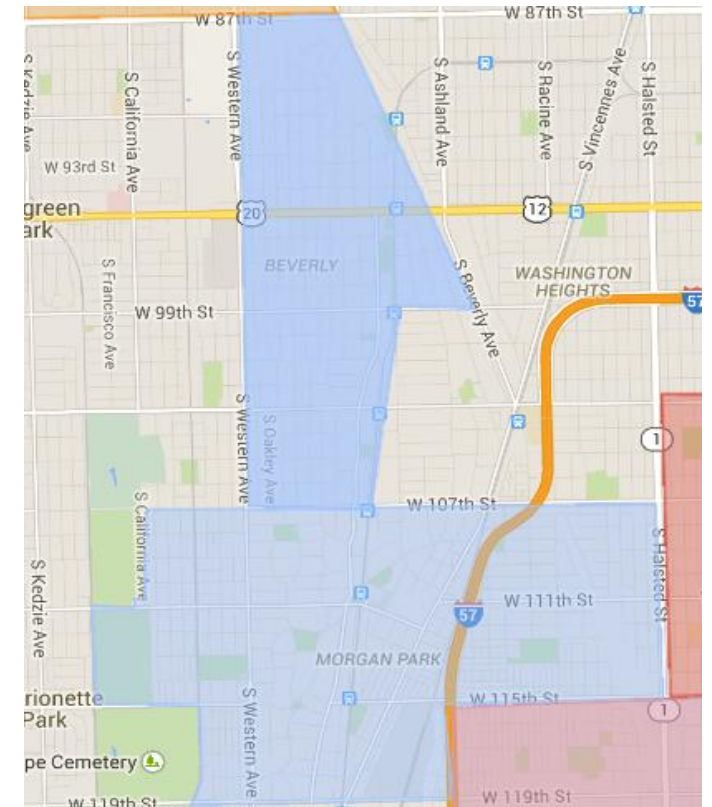 W 87th St
W 87th St
S Kedzie Ave
S California Ave
S Western Ave
S Ashland Ave
S Racine Ave
S Vincennes Ave
S Halsted St
W 93rd St
green
ark
20
12
BEVERLY
S Beverly Ave
WASHINGTON
HEIGHTS
57
S Francisco Ave
W 99th St
S Western Ave
S Oakley Ave
1
S California Ave
W 107th St
S Halsted St
S Kedzie Ave
W 111th St
57
MORGAN PARK
rionette
Park
S Western Ave
W 115th St
1
pe Cemetery
W 119th St
W 119th St